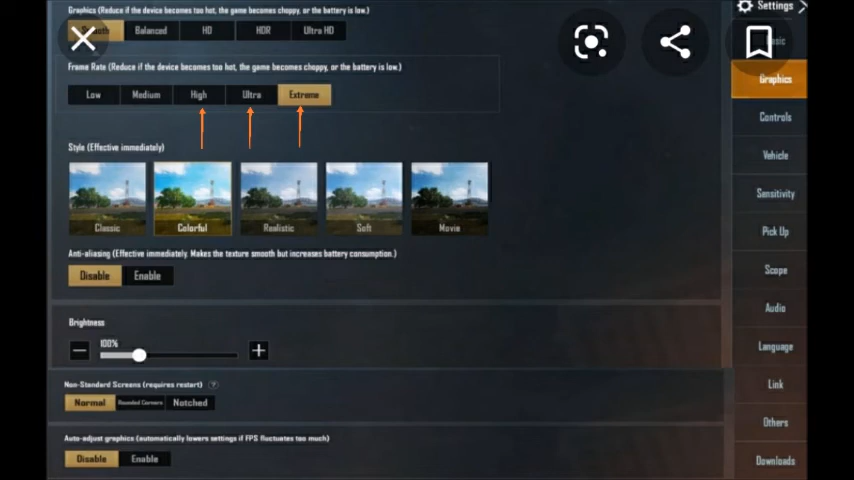 Graphics (Reduce if the device becomes too hot, the game becomes choppy, or the battery is low.)
Balanced HD HDR Ultra HD
Frame Rate (Reduce if the device becomes too hot, the game becomes choppy, or the battery is low.)
Low Medium High Ultra Extreme
Style (Effective immediately)
Classic Colorful Realistic Soft Movie
Anti-aliasing (Effective immediately. Makes the texture smooth but increases battery consumption.)
Disable Enable
Brightness
100%
Non-Standard Screens (requires restart) ?
Normal Rounded Corners Notched
Auto-adjust graphics (automatically lowers settings if FPS fluctuates too much)
Disable Enable
Settings
Graphics
Controls
Vehicle
Sensitivity
Pick Up
Scope
Audio
Language
Link
Others
Downloads